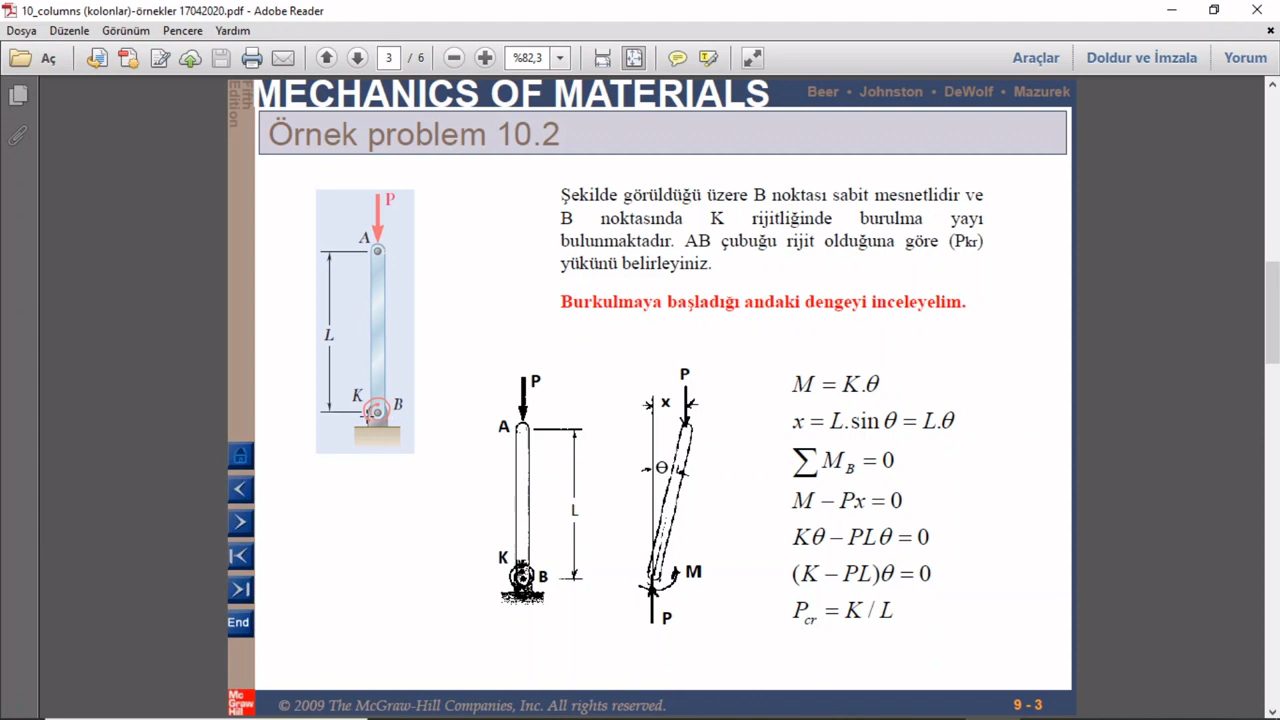 10_columns (kolonlar)-örnekler 17042020.pdf - Adobe Reader
Dosya Düzenle Görünüm Pencere Yardım
Aç 3 / 6 %82,3 Araçlar Doldur ve İmzala Yorum
Fifth Edition
MECHANICS OF MATERIALS
Beer • Johnston • DeWolf • Mazurek
Örnek problem 10.2
P
A
L
K
B
Şekilde görüldüğü üzere B noktası sabit mesnetlidir ve
B noktasında K rijitliğinde burulma yayı
bulunmaktadır. AB çubuğu rijit olduğuna göre (Pkr)
yükünü belirleyiniz.
Burkulmaya başladığı andaki dengeyi inceleyelim.
P
A
L
K
B
P
x
Θ
M
P
M = K.θ
x = L.sin θ = L.θ
∑ M_B = 0
M − Px = 0
Kθ − PLθ = 0
(K − PL)θ = 0
P_cr = K / L
End
Mc
Graw
Hill
© 2009 The McGraw-Hill Companies, Inc. All rights reserved.
9 - 3